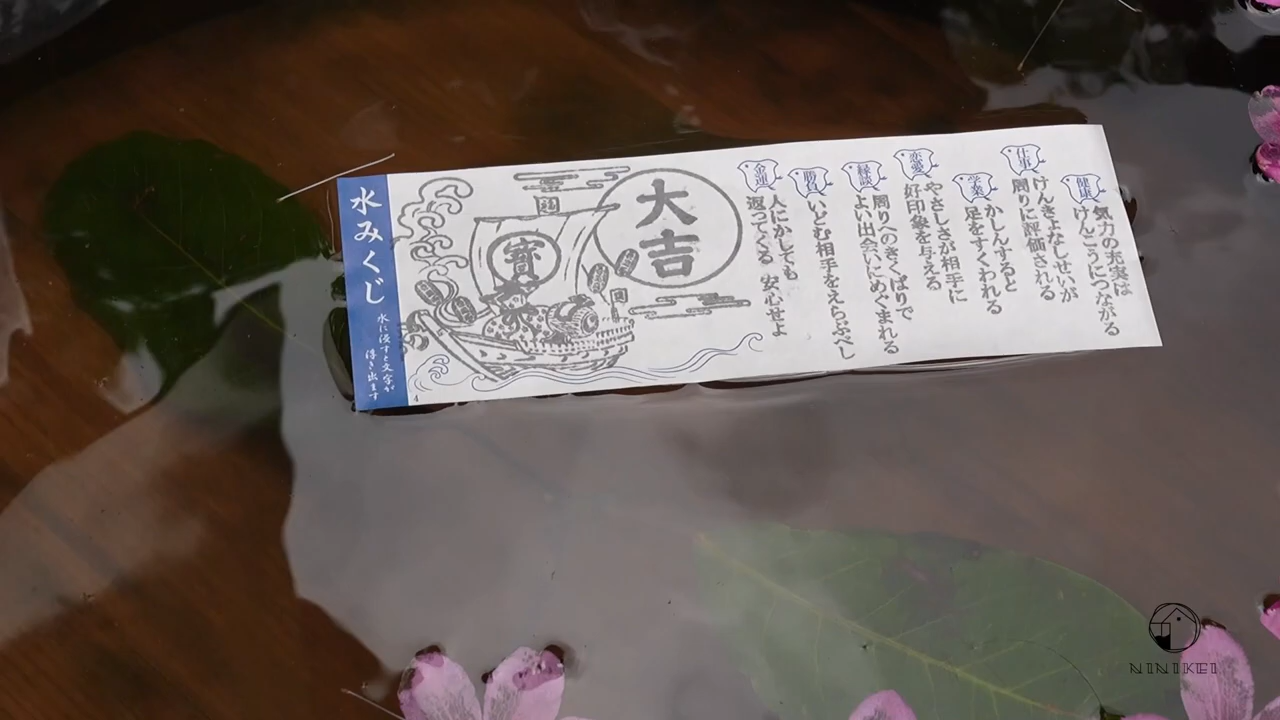 健康
気力の充実は
けんこうにつながる
仕事
けんきょなしせいが
周りに評価される
学業
かしんすると
足をすくわれる
恋愛
やさしさが相手に
好印象を与える
縁談
周りへのきくばりで
よい出会いにめぐまれる
勝負
いどむ相手をえらぶべし
金運
人にかしても
返ってくる 安心せよ
大吉
寳
水みくじ
水に浸すと文字が
浮き出ます
4
NINIKEI